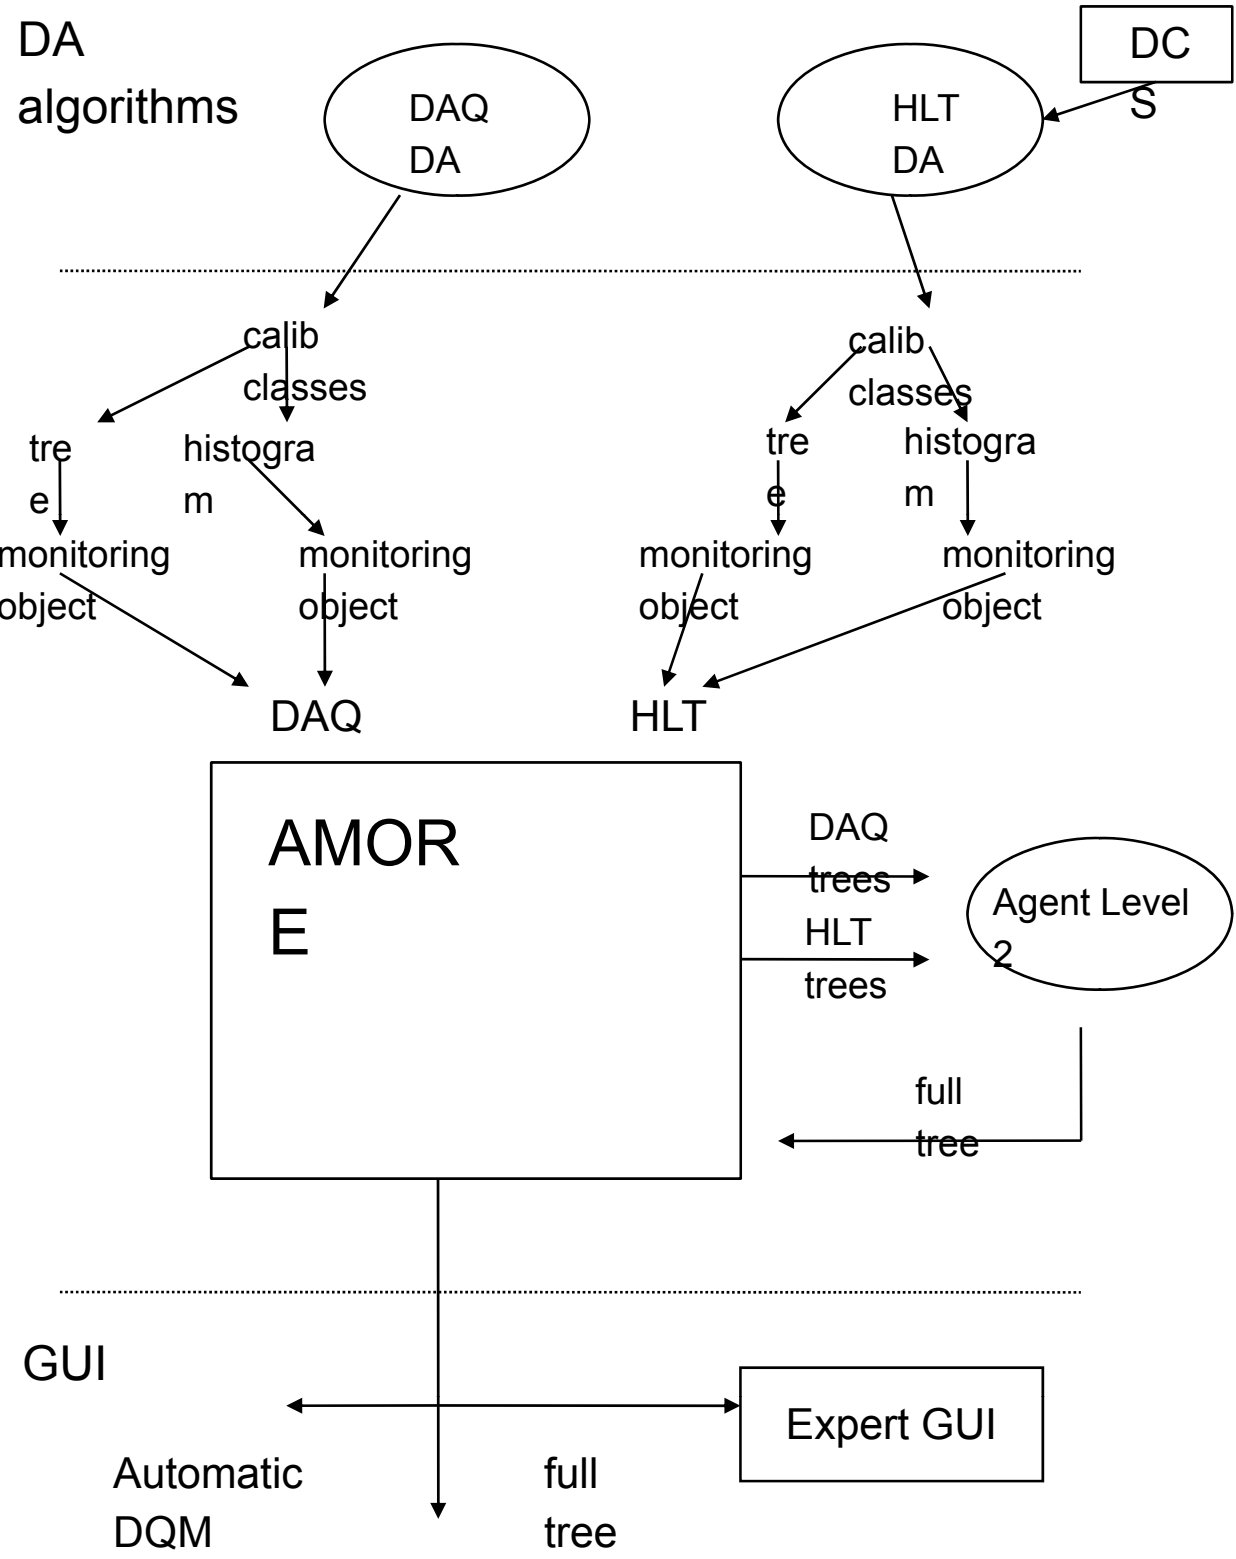 DA
algorithms
DAQ
DA
HLT
DA
DC
S
calib
classes
calib
classes
tre
e
histogra
m
tre
e
histogra
m
monitoring
object
monitoring
object
monitoring
object
monitoring
object
DAQ
HLT
AMOR
E
DAQ
trees
HLT
trees
Agent Level
2
full
tree
GUI
Expert GUI
Automatic
DQM
full
tree